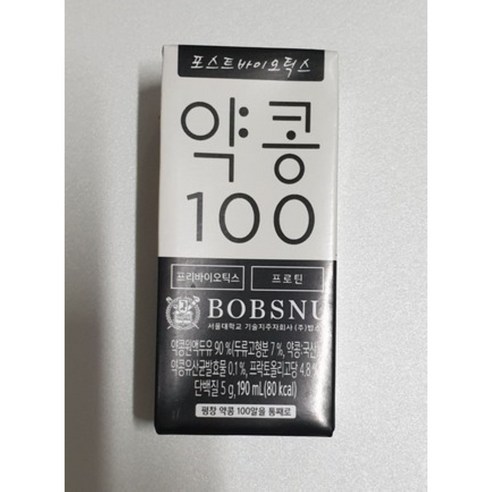 포스트바이오틱스
약콩
100
프리바이오틱스 프로틴
BOBSNU
서울대학교 기술지주자회사 (주)밥스
약콩원액두유 90 %(두류고형분 7 %, 약콩:국산
약콩유산균발효물 0.1 %, 프락토올리고당 4.8 %
단백질 5 g, 190 mL(80 kcal)
평창 약콩 100알을 통째로